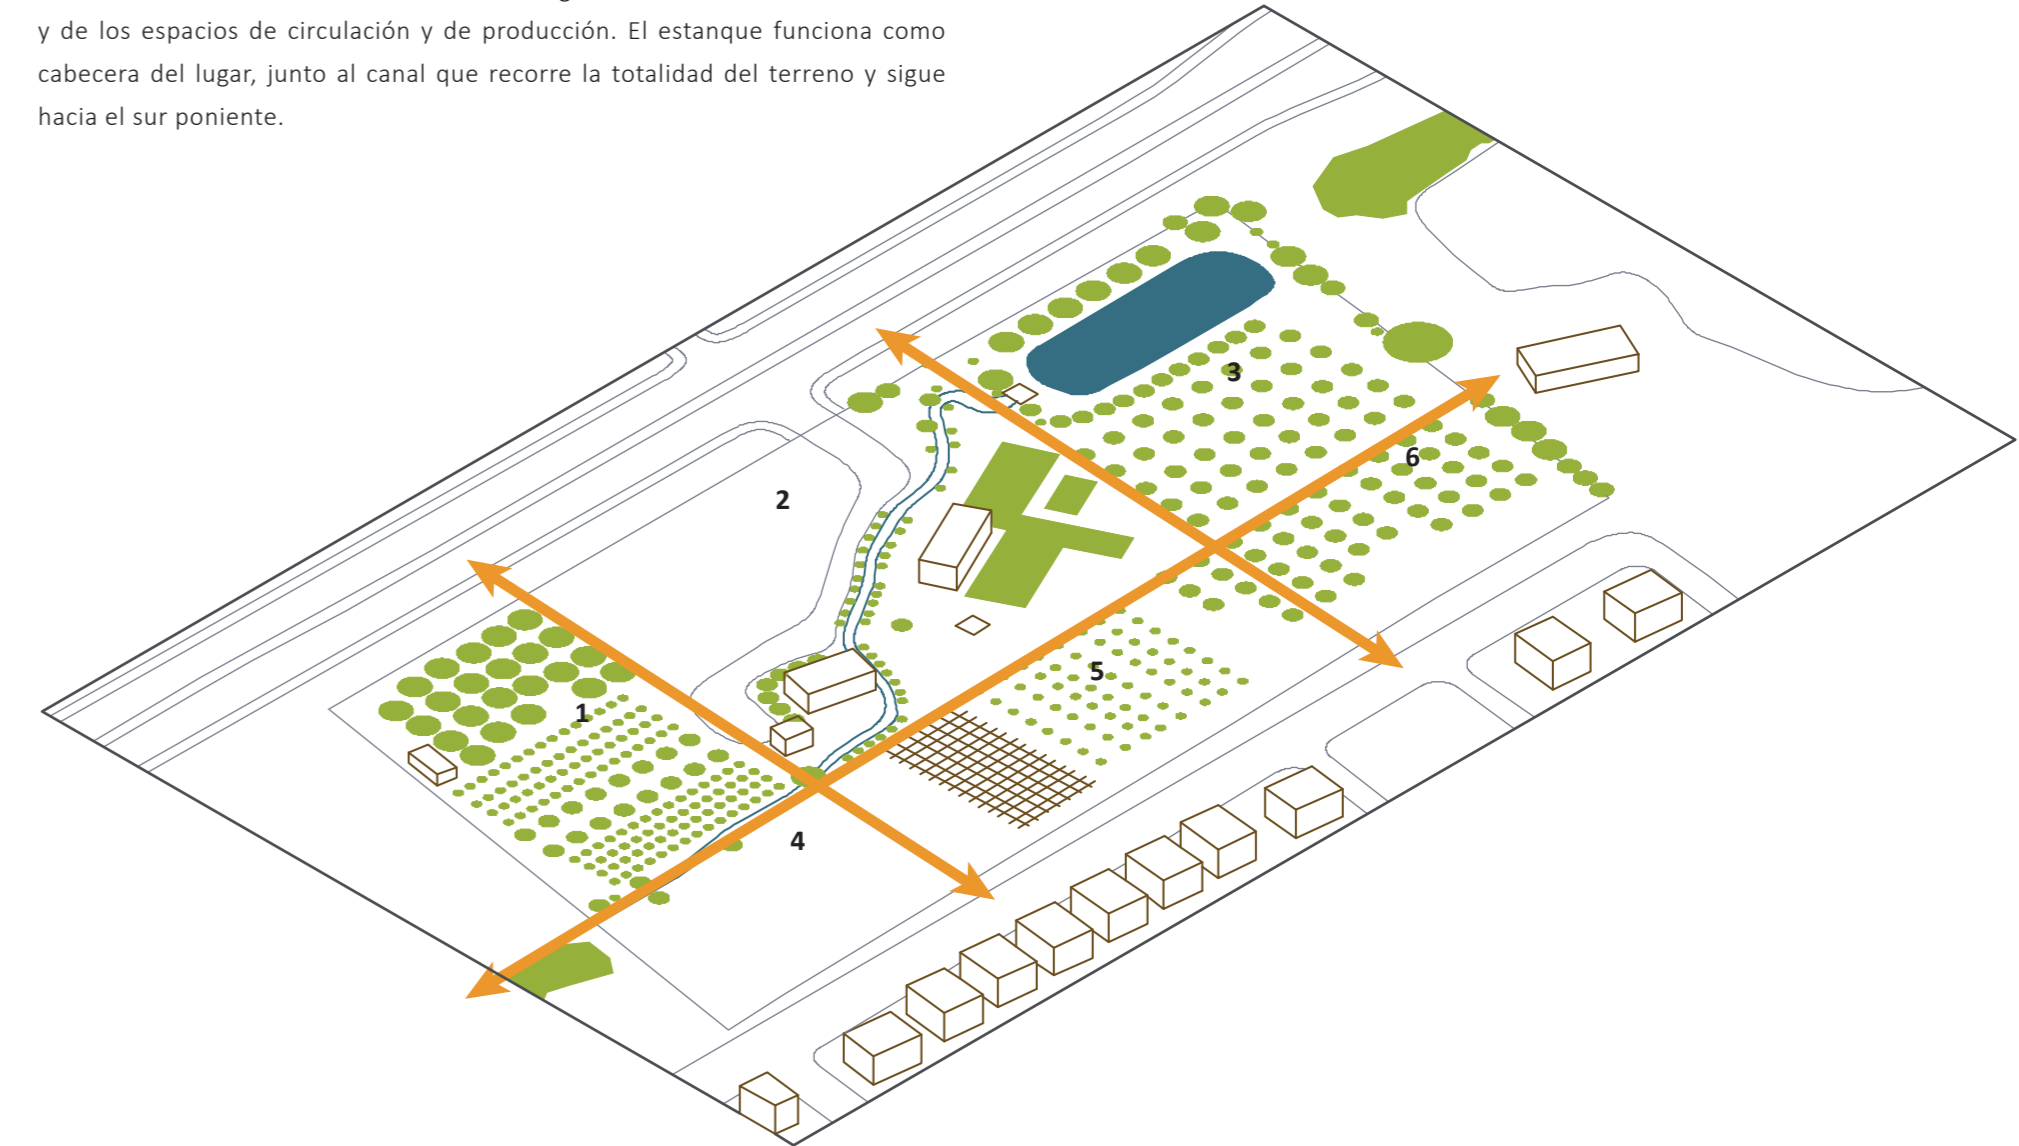 y de los espacios de circulación y de producción. El estanque funciona como
cabecera del lugar, junto al canal que recorre la totalidad del terreno y sigue
hacia el sur poniente.
3
6
2
5
1
4